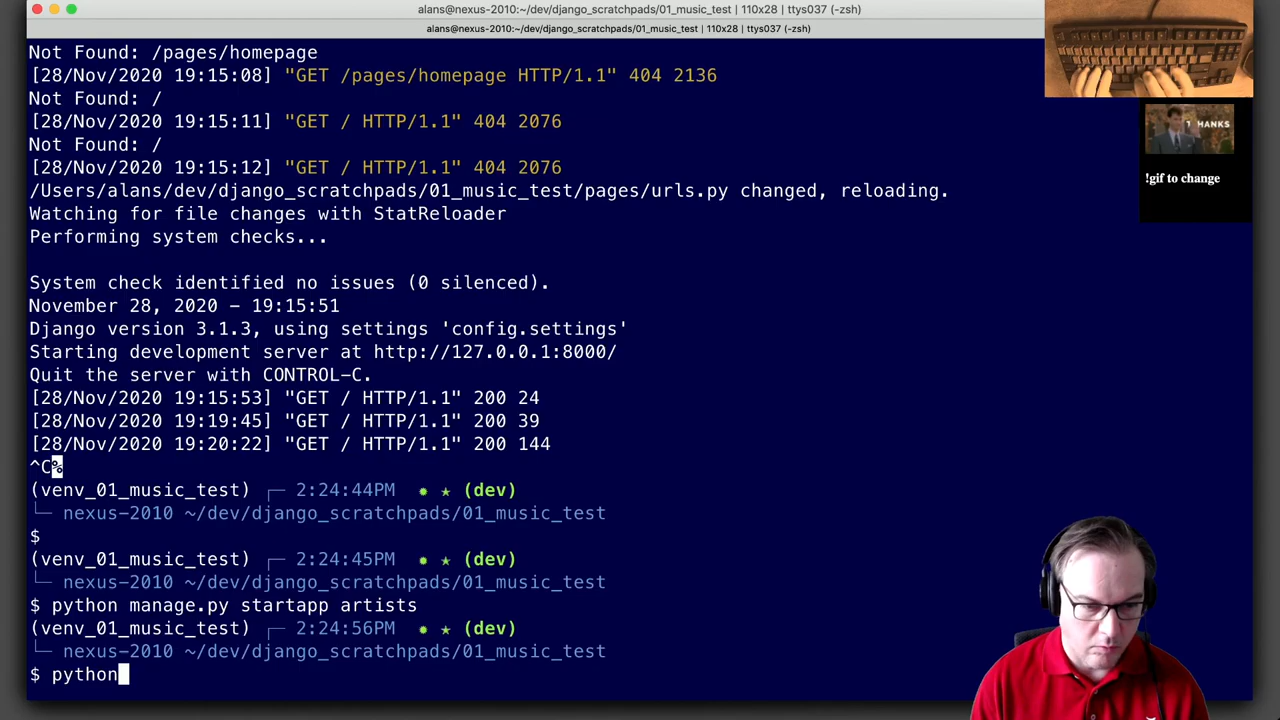 alans@nexus-2010:~/dev/django_scratchpads/01_music_test | 110x28 | ttys037 (-zsh)
alans@nexus-2010:~/dev/django_scratchpads/01_music_test | 110x28 | ttys037 (-zsh)
Not Found: /pages/homepage
[28/Nov/2020 19:15:08] "GET /pages/homepage HTTP/1.1" 404 2136
Not Found: /
[28/Nov/2020 19:15:11] "GET / HTTP/1.1" 404 2076
Not Found: /
[28/Nov/2020 19:15:12] "GET / HTTP/1.1" 404 2076
/Users/alans/dev/django_scratchpads/01_music_test/pages/urls.py changed, reloading.
Watching for file changes with StatReloader
Performing system checks...
System check identified no issues (0 silenced).
November 28, 2020 - 19:15:51
Django version 3.1.3, using settings 'config.settings'
Starting development server at http://127.0.0.1:8000/
Quit the server with CONTROL-C.
[28/Nov/2020 19:15:53] "GET / HTTP/1.1" 200 24
[28/Nov/2020 19:19:45] "GET / HTTP/1.1" 200 39
[28/Nov/2020 19:20:22] "GET / HTTP/1.1" 200 144
^C%
(venv_01_music_test) ┌─ 2:24:44PM ✹ ★ (dev)
└─ nexus-2010 ~/dev/django_scratchpads/01_music_test
$
(venv_01_music_test) ┌─ 2:24:45PM ✹ ★ (dev)
└─ nexus-2010 ~/dev/django_scratchpads/01_music_test
$ python manage.py startapp artists
(venv_01_music_test) ┌─ 2:24:56PM ✹ ★ (dev)
└─ nexus-2010 ~/dev/django_scratchpads/01_music_test
$ python
HANKS
!gif to change